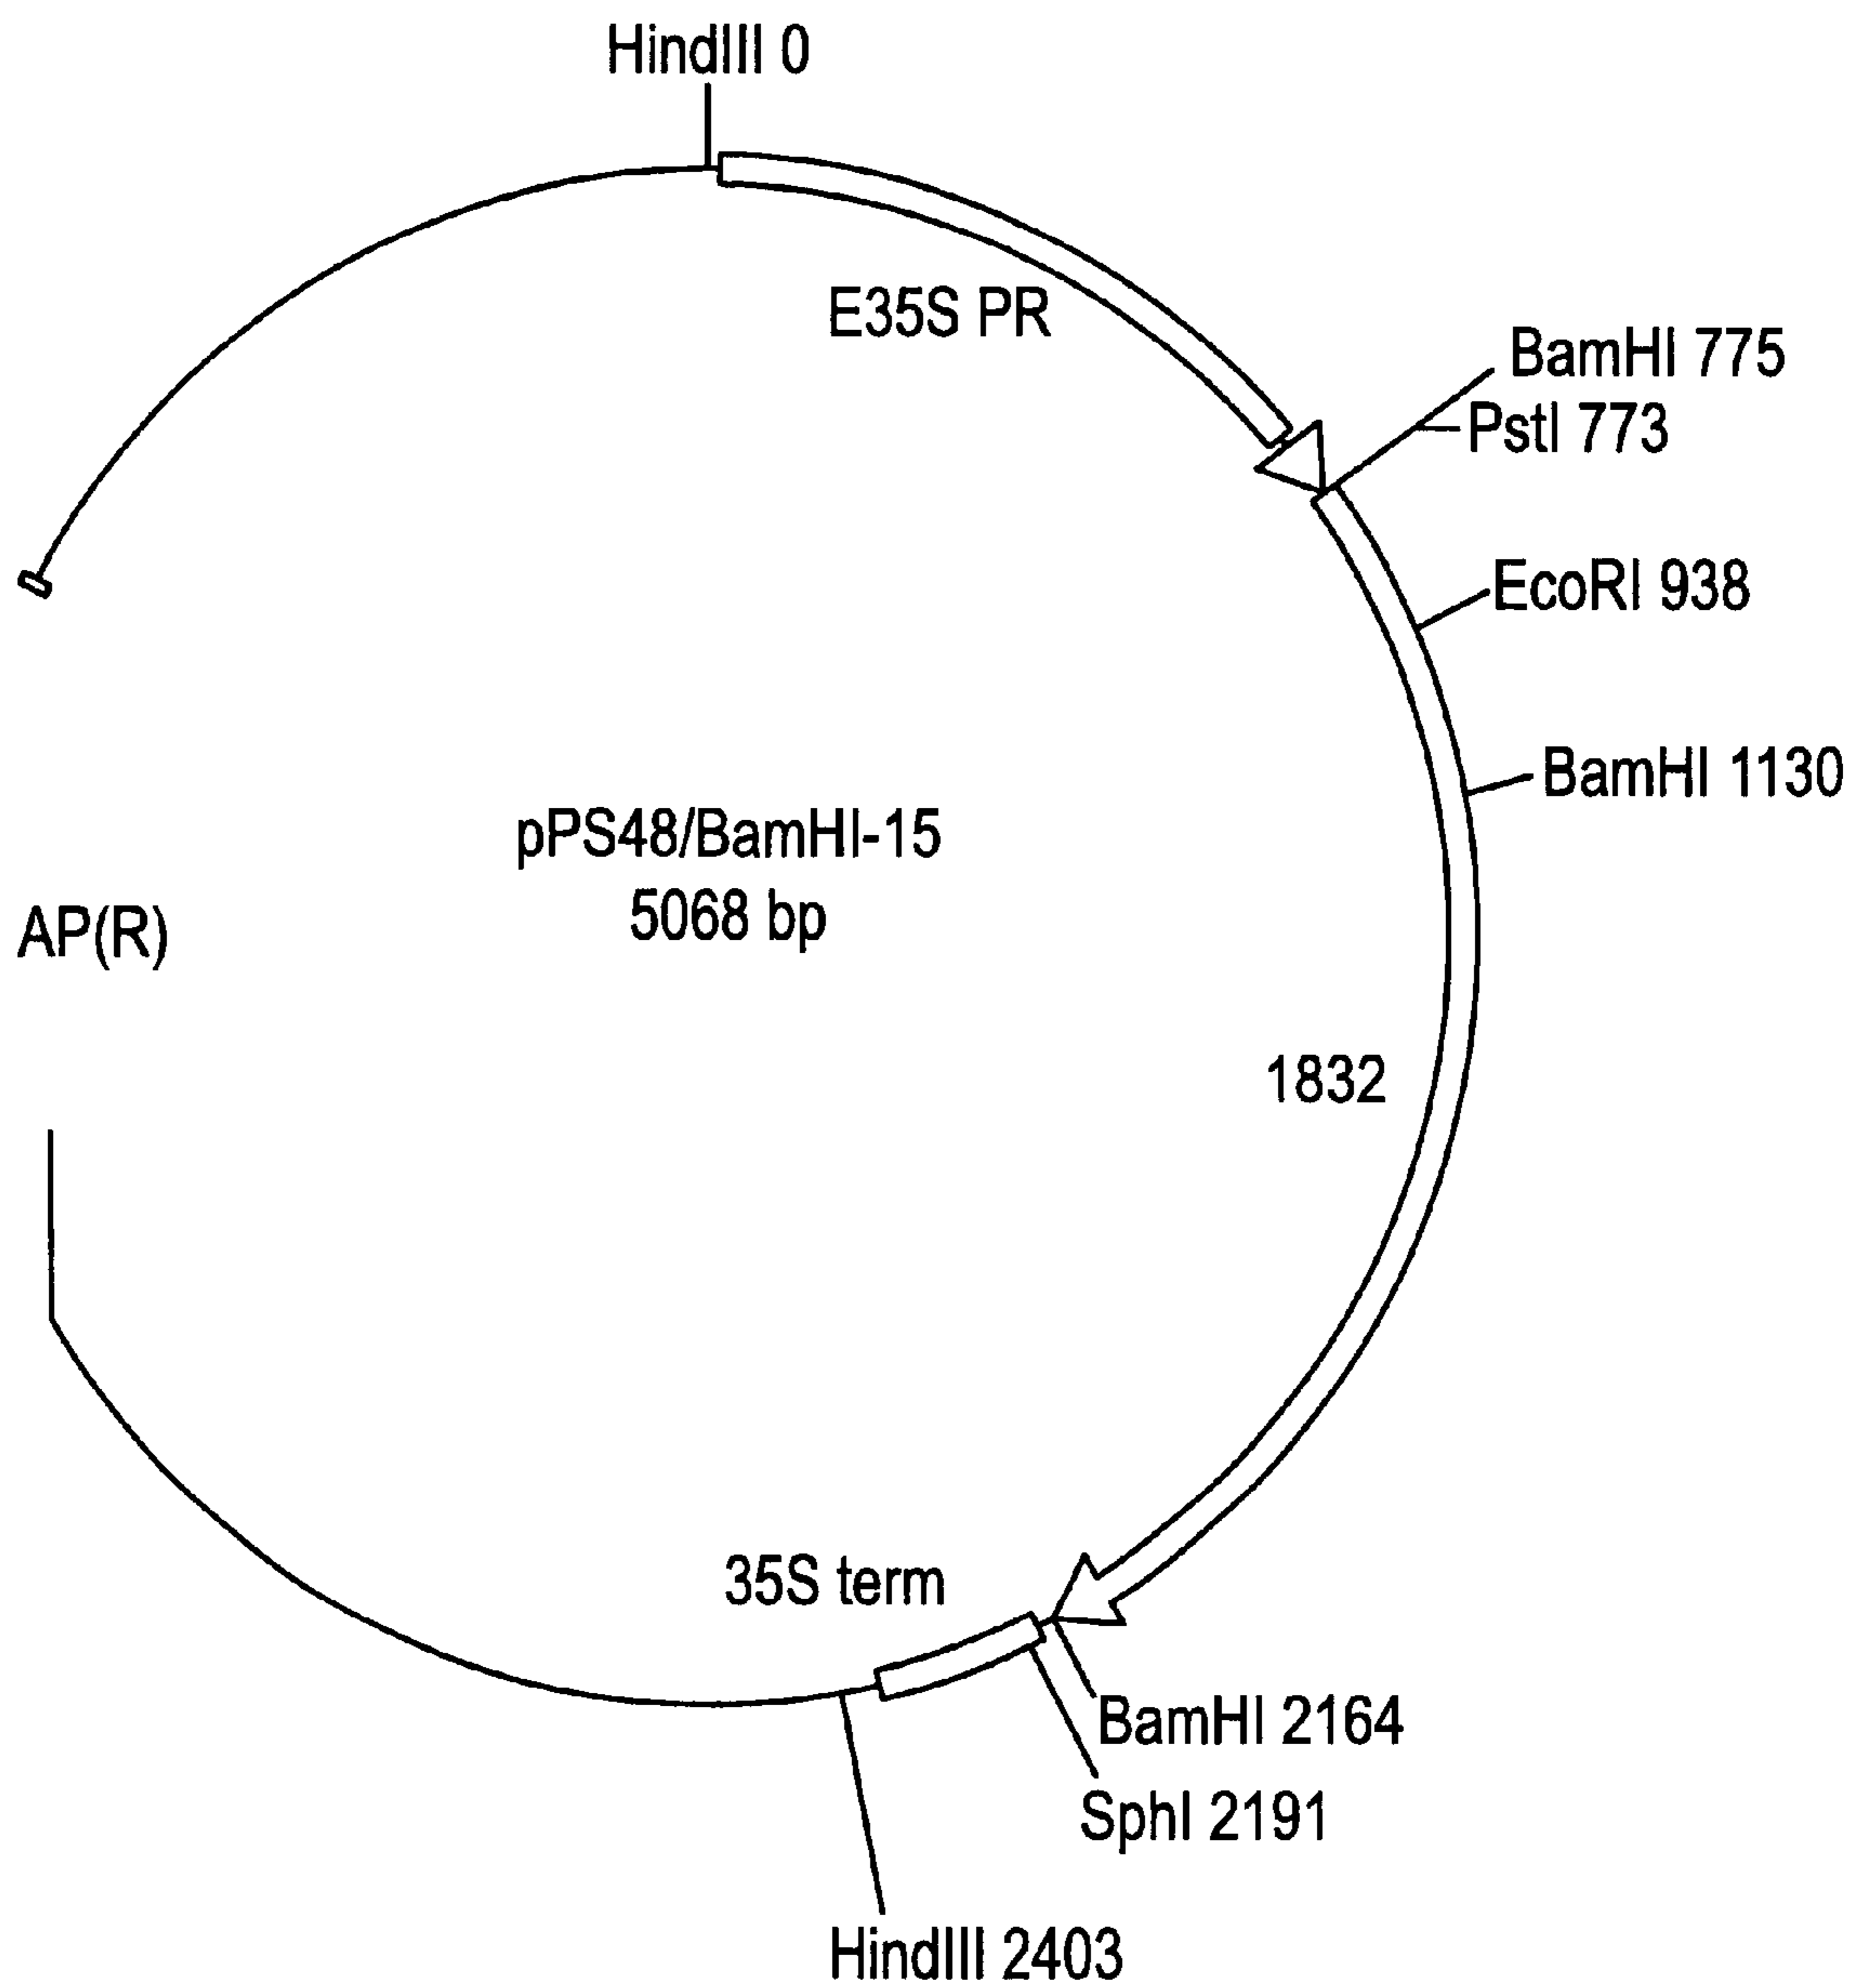 HindIII 0
E35S PR
BamHI 775
PstI 773
EcoRI 938
BamHI 1130
pPS48/BamHI-15
5068 bp
AP(R)
1832
35S term
BamHI 2164
SphI 2191
HindIII 2403